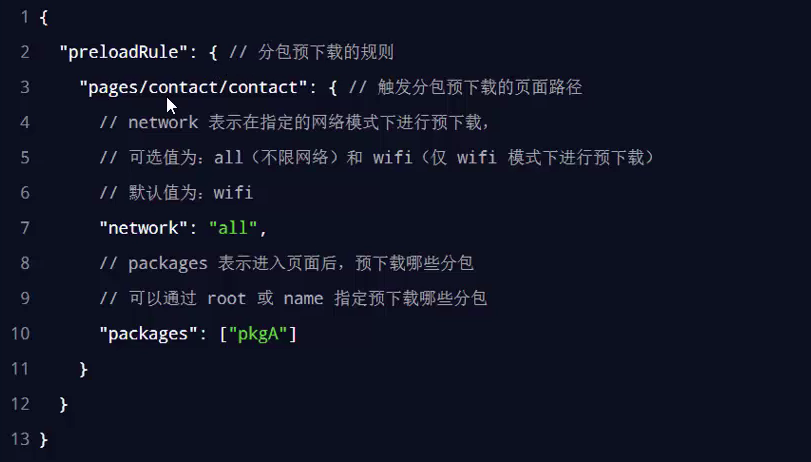 1 {
2 "preloadRule": { // 分包预下载的规则
3 "pages/contact/contact": { // 触发分包预下载的页面路径
4 // network 表示在指定的网络模式下进行预下载，
5 // 可选值为：all（不限网络）和 wifi（仅 wifi 模式下进行预下载）
6 // 默认值为：wifi
7 "network": "all",
8 // packages 表示进入页面后，预下载哪些分包
9 // 可以通过 root 或 name 指定预下载哪些分包
10 "packages": ["pkgA"]
11 }
12 }
13 }